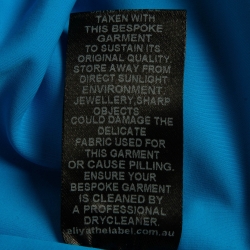 TAKEN WITH
THIS BESPOKE
GARMENT
TO SUSTAIN ITS
ORIGINAL QUALITY.
STORE AWAY FROM
DIRECT SUNLIGHT
ENVIRONMENT,
JEWELLERY,SHARP
OBJECTS
COULD DAMAGE THE
DELICATE
FABRIC USED FOR
THIS GARMENT
OR CAUSE PILLING.
ENSURE YOUR
BESPOKE GARMENT
IS CLEANED BY
A PROFESSIONAL
DRYCLEANER.
aliyathelabel.com.au